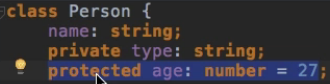 class Person {
name: string;
private type: string;
protected age: number = 27;